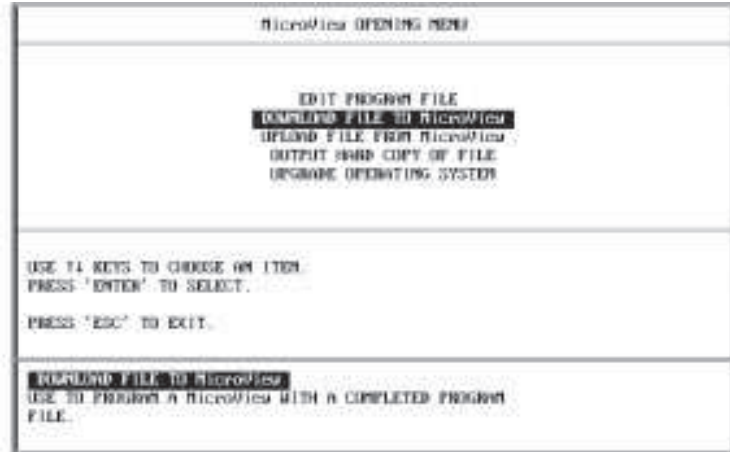 MicroView OPENING MENU
EDIT PROGRAM FILE
DOWNLOAD FILE TO MicroView
UPLOAD FILE FROM MicroView
OUTPUT HARD COPY OF FILE
UPGRADE OPERATING SYSTEM
USE ↑↓ KEYS TO CHOOSE AN ITEM.
PRESS 'ENTER' TO SELECT.
PRESS 'ESC' TO EXIT.
DOWNLOAD FILE TO MicroView
USE TO PROGRAM A MicroView WITH A COMPLETED PROGRAM
FILE.